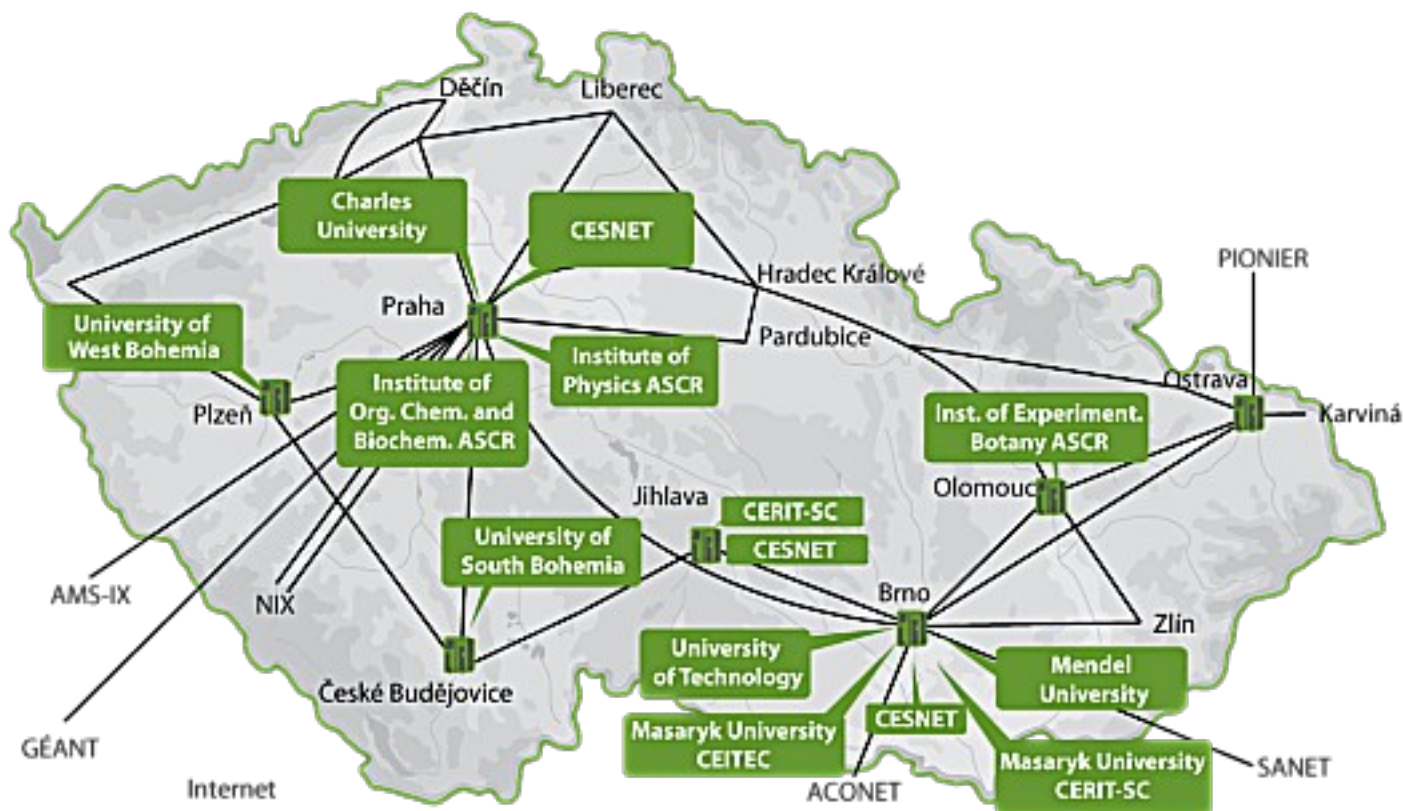 Děčín
Liberec
Charles
University
CESNET
Hradec Králové
PIONIER
Praha
University of
West Bohemia
Pardubice
Institute of
Physics ASCR
Ostrava
Karviná
Plzeň
Institute of
Org. Chem. and
Biochem. ASCR
Inst. of Experiment.
Botany ASCR
Olomouc
Jihlava
CERIT-SC
CESNET
University of
South Bohemia
AMS-IX
NIX
Brno
Zlín
University
of Technology
Mendel
University
České Budějovice
Masaryk University
CEITEC
CESNET
Masaryk University
CERIT-SC
GÉANT
Internet
ACONET
SANET